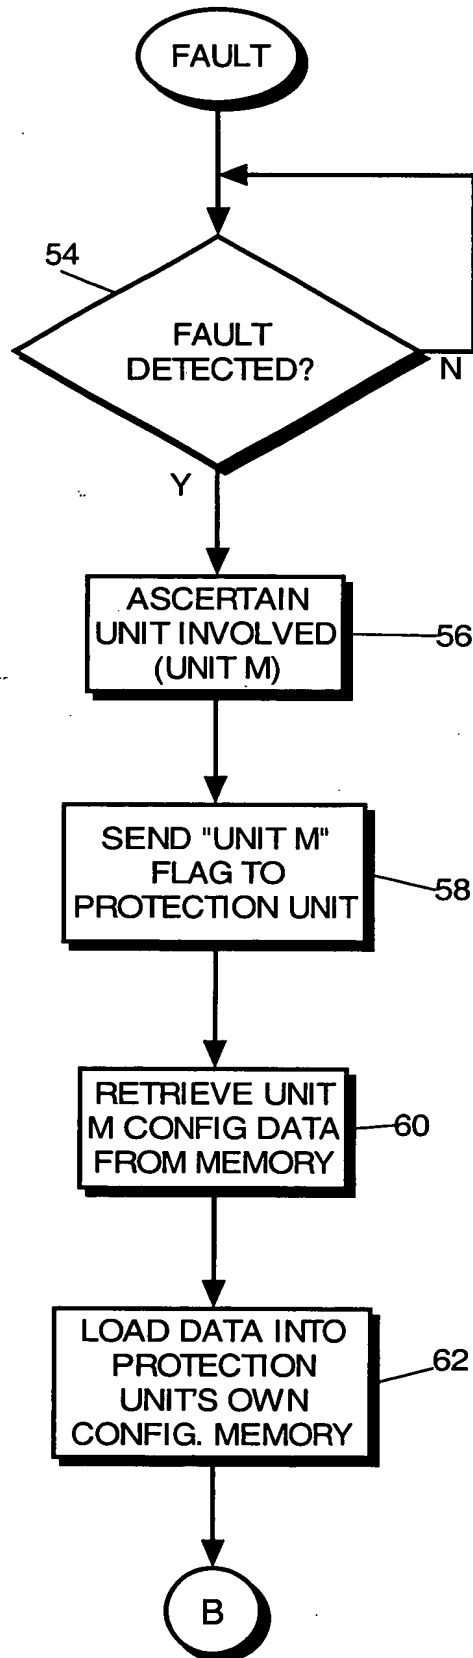 FAULT
54
FAULT
DETECTED?
N
Y
ASCERTAIN
UNIT INVOLVED
(UNIT M)
56
SEND "UNIT M"
FLAG TO
PROTECTION UNIT
58
RETRIEVE UNIT
M CONFIG DATA
FROM MEMORY
60
LOAD DATA INTO
PROTECTION
UNIT'S OWN
CONFIG. MEMORY
62
B